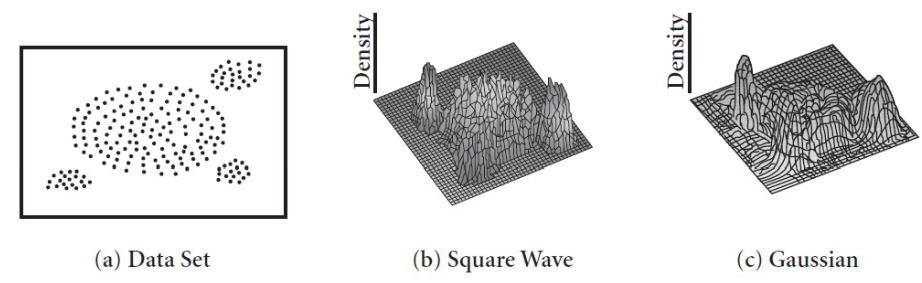 Density
Density
(a) Data Set
(b) Square Wave
(c) Gaussian